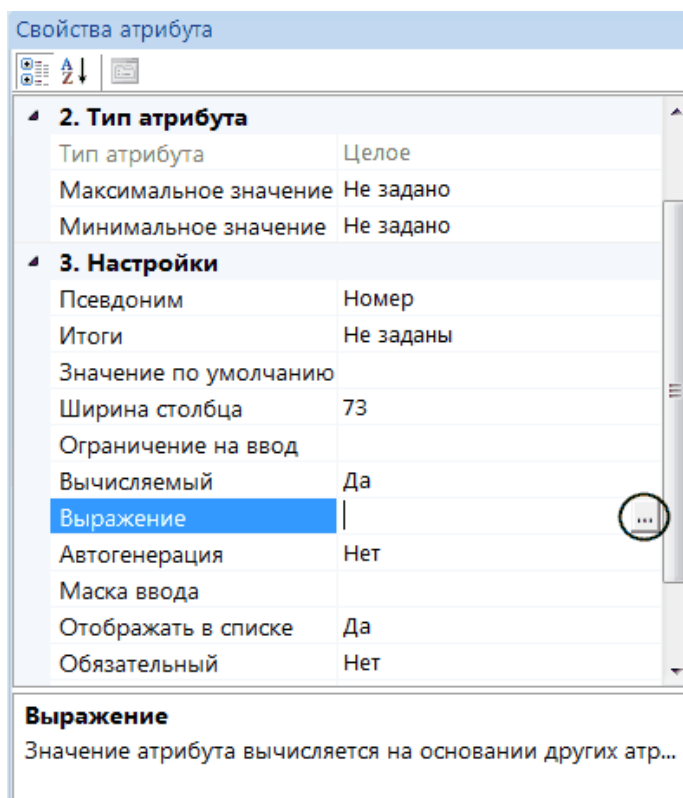 Свойства атрибута
2. Тип атрибута
Тип атрибута Целое
Максимальное значение Не задано
Минимальное значение Не задано
3. Настройки
Псевдоним Номер
Итоги Не заданы
Значение по умолчанию
Ширина столбца 73
Ограничение на ввод
Вычисляемый Да
Выражение ...
Автогенерация Нет
Маска ввода
Отображать в списке Да
Обязательный Нет
Выражение
Значение атрибута вычисляется на основании других атр...